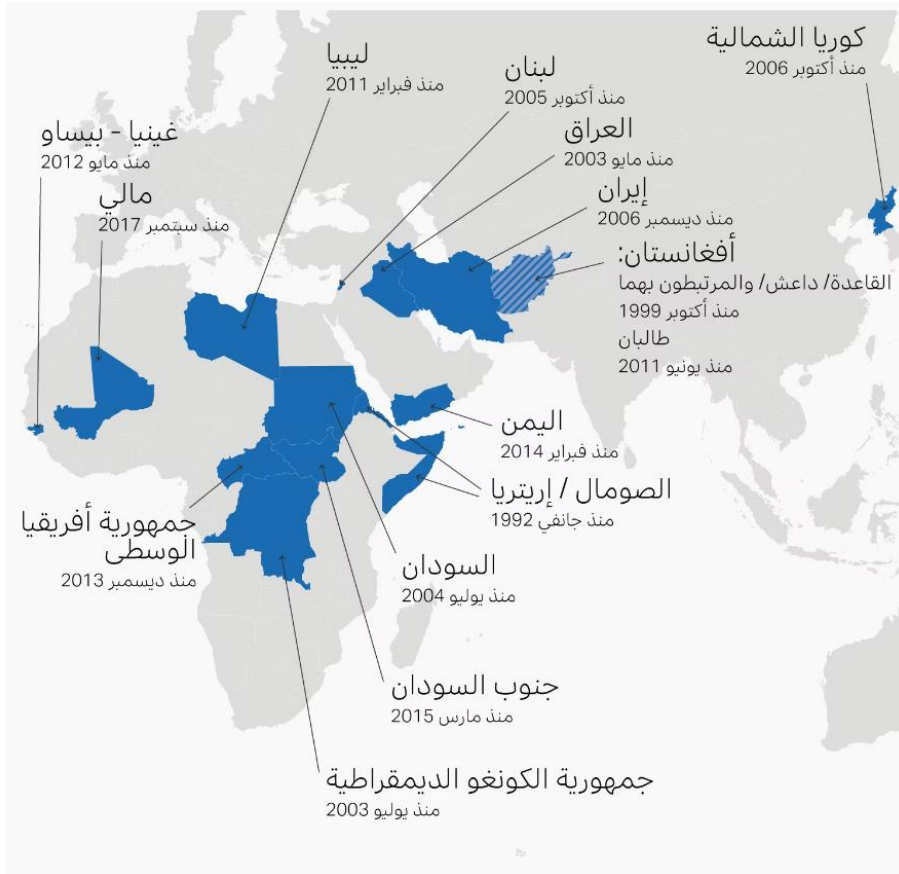 كوريا الشمالية
منذ أكتوبر 2006
ليبيا
منذ فبراير 2011
لبنان
منذ أكتوبر 2005
العراق
منذ مايو 2003
غينيا - بيساو
منذ مايو 2012
إيران
منذ ديسمبر 2006
مالي
منذ سبتمبر 2017
أفغانستان:
القاعدة/ داعش/ والمرتبطون بهما
منذ أكتوبر 1999
طالبان
منذ يونيو 2011
اليمن
منذ فبراير 2014
الصومال / إريتريا
منذ جانفي 1992
جمهورية أفريقيا
الوسطى
منذ ديسمبر 2013
السودان
منذ يوليو 2004
جنوب السودان
منذ مارس 2015
جمهورية الكونغو الديمقراطية
منذ يوليو 2003